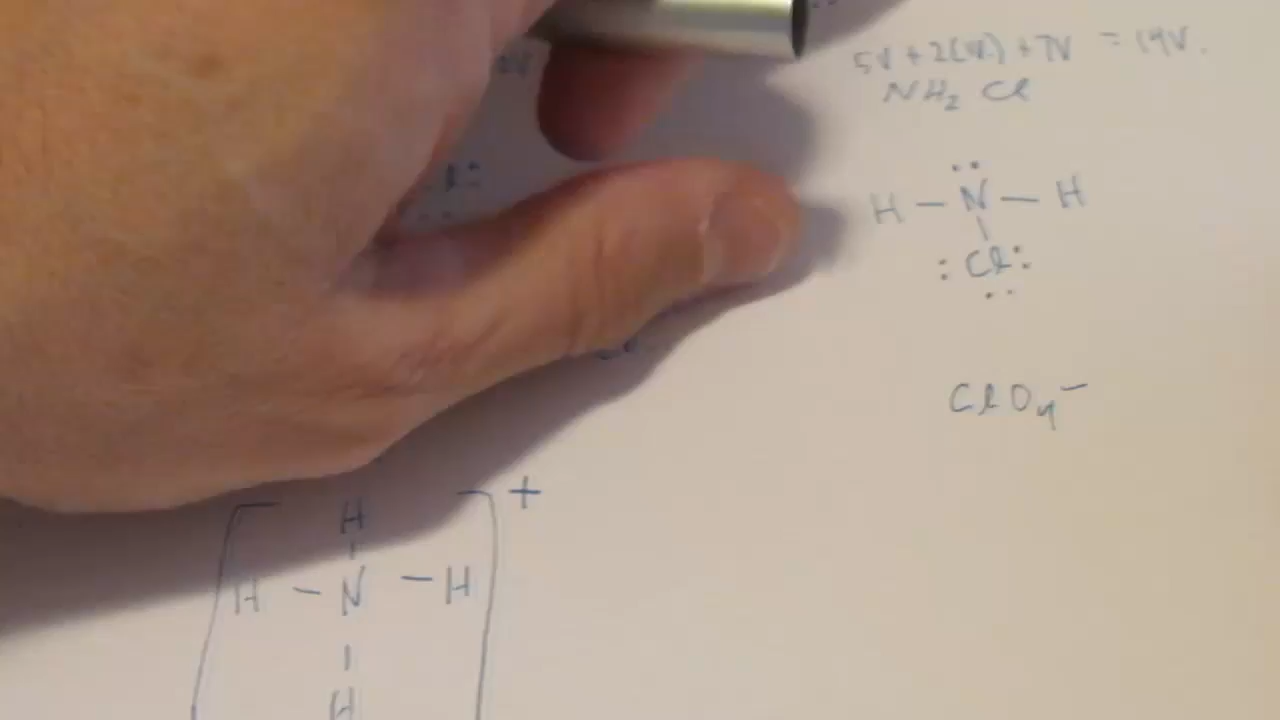 5V + 2(1V) + 7V = 14V.
NH₂ Cl
H – N – H
:Cl:
ClO₄⁻
+
H
H – N – H
H